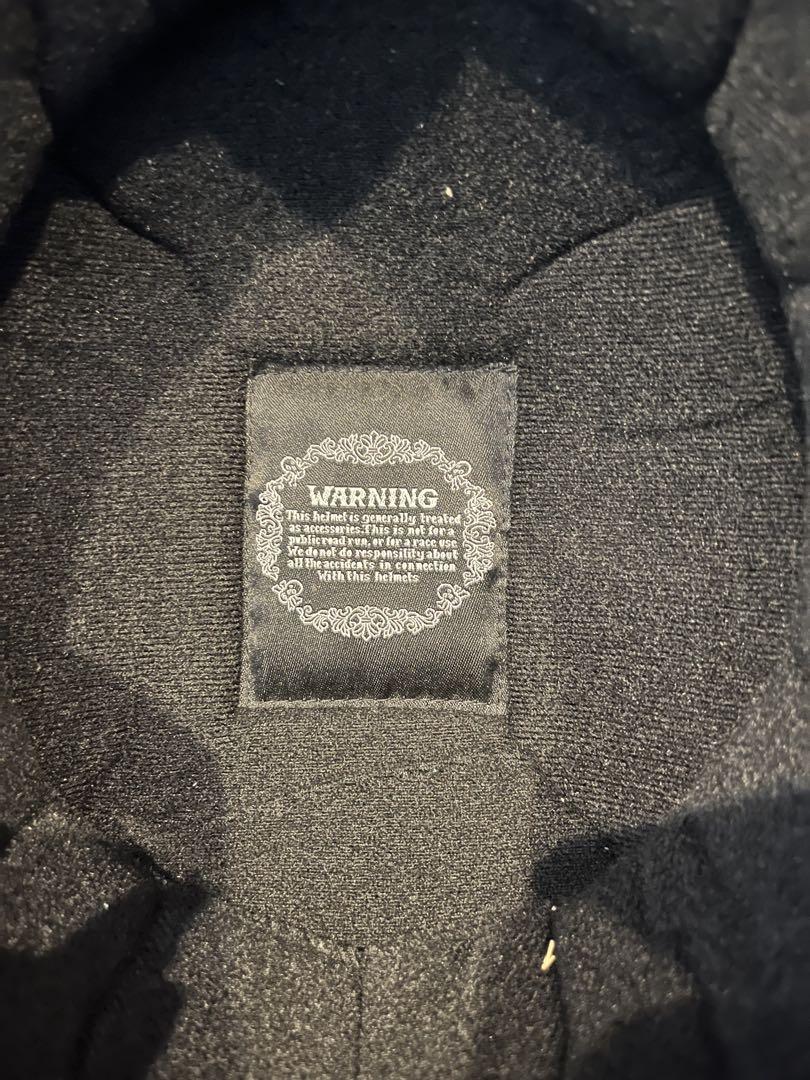 WARNING
This helmet is generally treated
as accessories.This is not for a
public road run, or for a race use
We do not do responsility about
all the accidents in connection
With this helmets